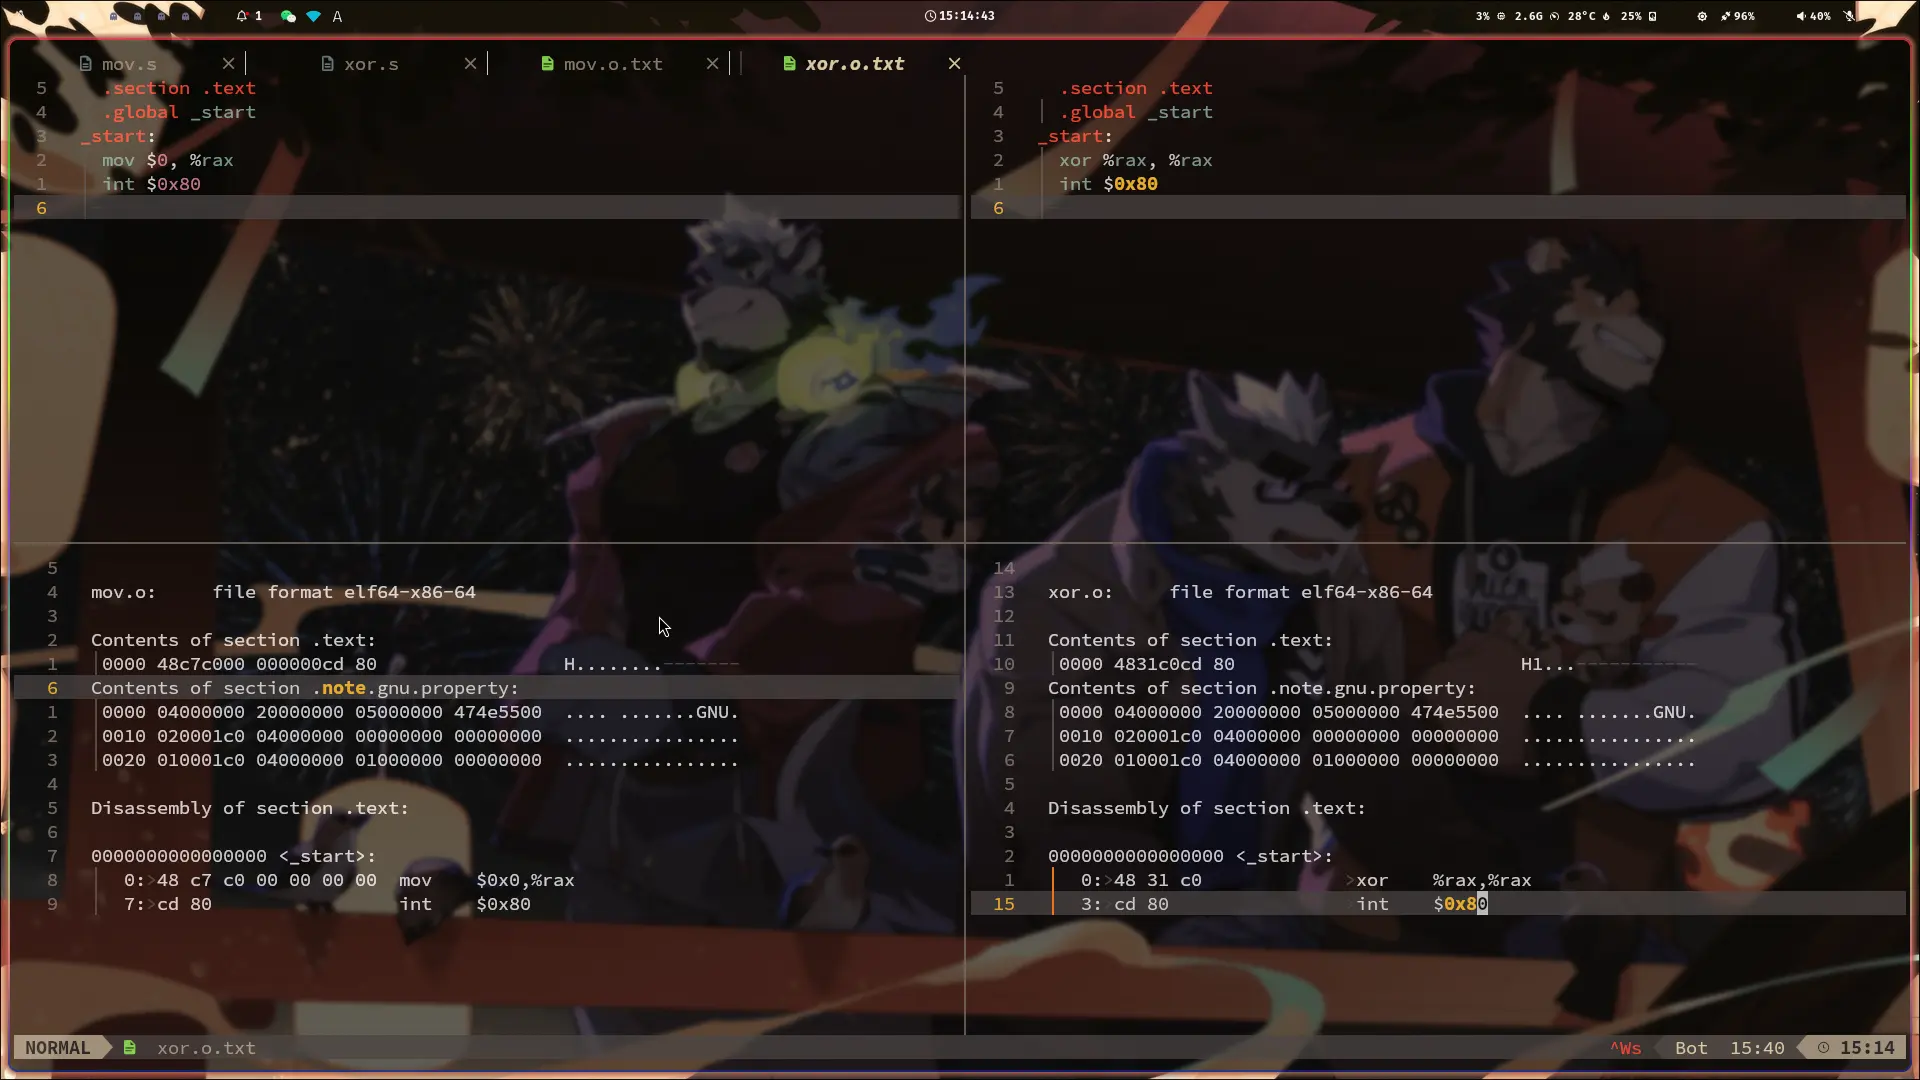 1 A 15:14:43 3% 2.6G 28°C 25% 96% 40%
mov.s xor.s mov.o.txt xor.o.txt
5 .section .text
4 .global _start
3 _start:
2 mov $0, %rax
1 int $0x80
6
5 .section .text
4 .global _start
3 _start:
2 xor %rax, %rax
1 int $0x80
6
5
4 mov.o: file format elf64-x86-64
3
2 Contents of section .text:
1 0000 48c7c000 000000cd 80 H........
6 Contents of section .note.gnu.property:
1 0000 04000000 20000000 05000000 474e5500 .... .......GNU.
2 0010 020001c0 04000000 00000000 00000000 ................
3 0020 010001c0 04000000 01000000 00000000 ................
4
5 Disassembly of section .text:
6
7 0000000000000000 <_start>:
8 0: 48 c7 c0 00 00 00 00 mov $0x0,%rax
9 7: cd 80 int $0x80
14
13 xor.o: file format elf64-x86-64
12
11 Contents of section .text:
10 0000 4831c0cd 80 H1...
9 Contents of section .note.gnu.property:
8 0000 04000000 20000000 05000000 474e5500 .... .......GNU.
7 0010 020001c0 04000000 00000000 00000000 ................
6 0020 010001c0 04000000 01000000 00000000 ................
5
4 Disassembly of section .text:
3
2 0000000000000000 <_start>:
1 0: 48 31 c0 xor %rax,%rax
15 3: cd 80 int $0x80
NORMAL xor.o.txt ^Ws Bot 15:40 15:14